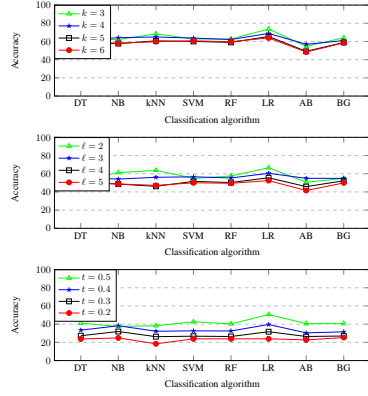 100
80
60
40
20
0
Accuracy
k = 3
k = 4
k = 5
k = 6
DT NB kNN SVM RF LR AB BG
Classification algorithm
100
80
60
40
20
0
Accuracy
ℓ = 2
ℓ = 3
ℓ = 4
ℓ = 5
DT NB kNN SVM RF LR AB BG
Classification algorithm
100
80
60
40
20
0
Accuracy
t = 0.5
t = 0.4
t = 0.3
t = 0.2
DT NB kNN SVM RF LR AB BG
Classification algorithm